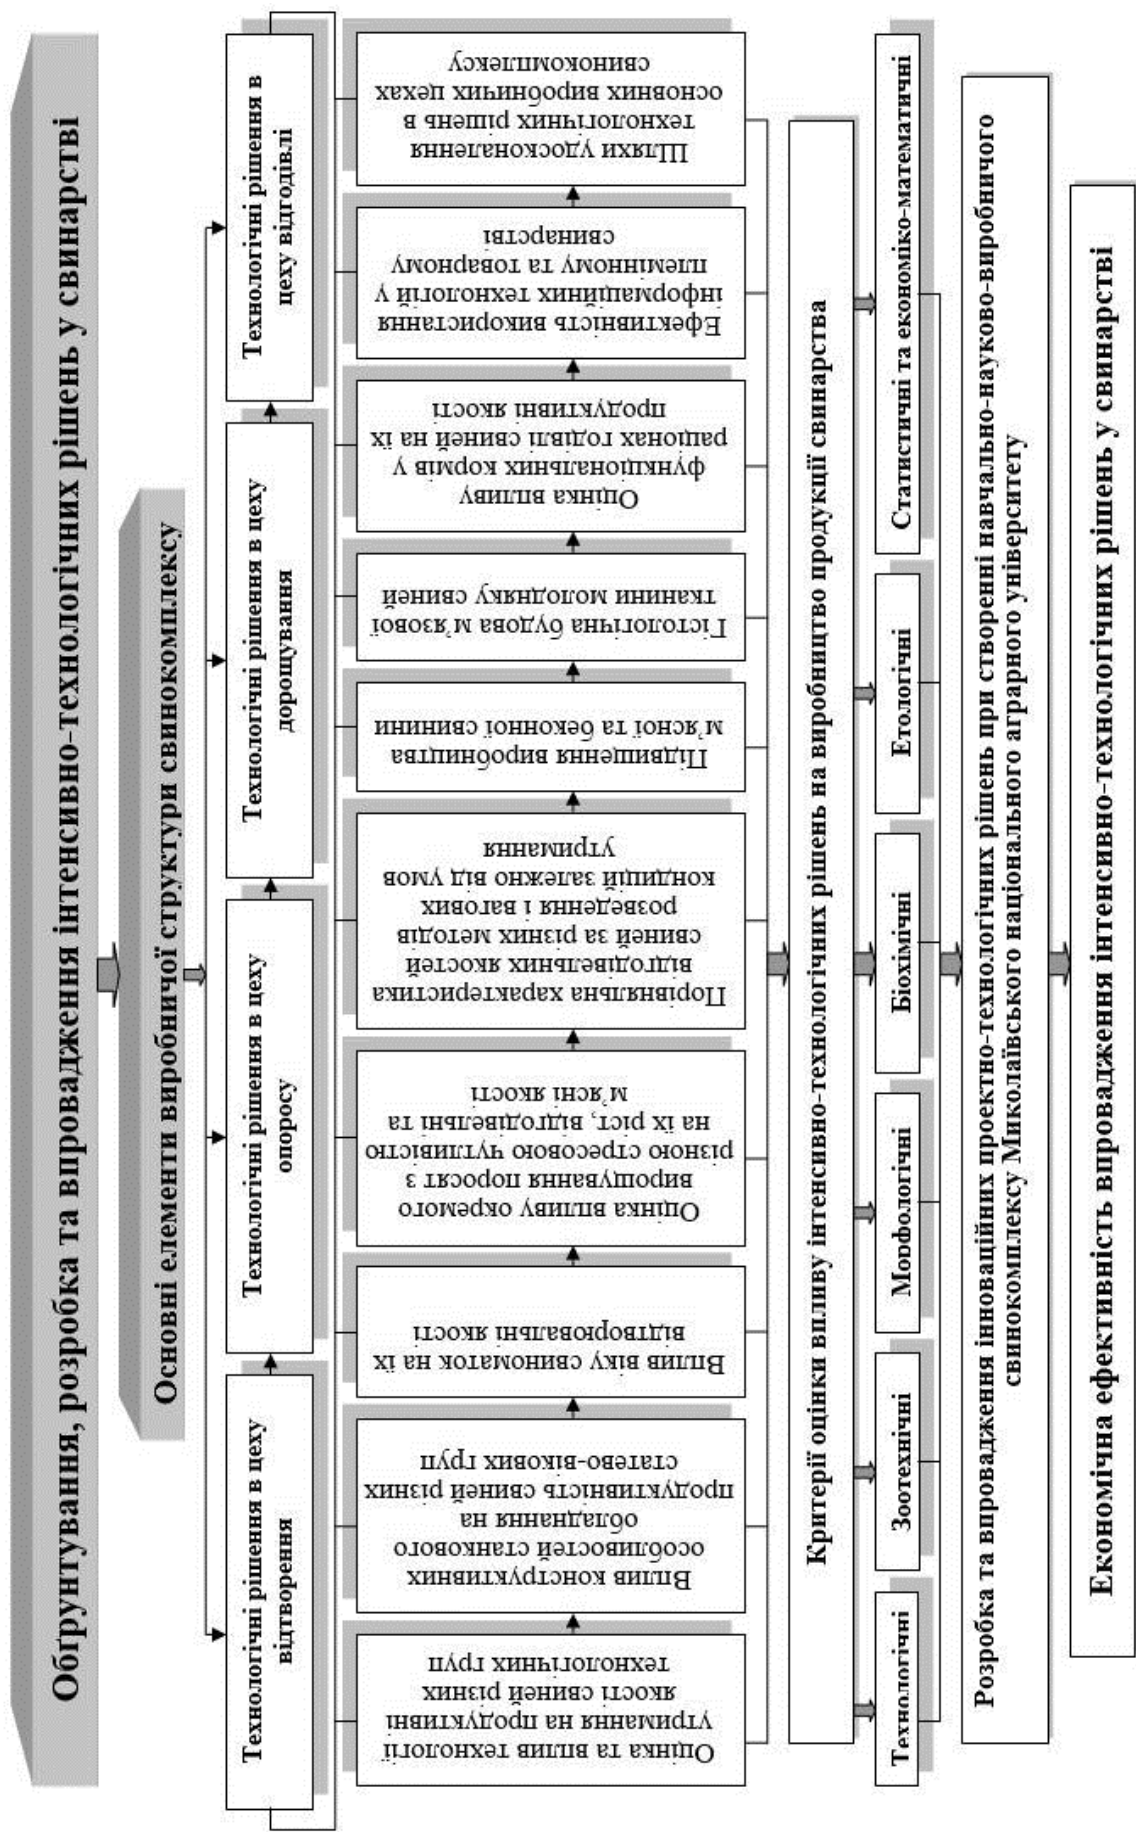 Обґрунтування, розробка та впровадження інтенсивно-технологічних рішень у свинарстві
Основні елементи виробничої структури свинокомплексу
Технологічні рішення в цеху
відтворення
Технологічні рішення в цеху
опоросу
Технологічні рішення в цеху
дорощування
Технологічні рішення в
цеху відгодівлі
Оцінка та вплив технології
утримання на продуктивні
якості свиней різних
технологічних груп
Вплив конструктивних
особливостей станкового
обладнання на
продуктивність свиней різних
статево-вікових груп
Вплив віку свиноматок на їх
відтворювальні якості
Оцінка впливу окремого
вирощування поросят з
різною стресовою чутливістю
на їх ріст, відгодівельні та
м’ясні якості
Порівняльна характеристика
відгодівельних якостей
свиней за різних методів
розведення і вагових
кондицій залежно від умов
утримання
Підвищення виробництва
м’ясної та беконної свинини
Гістологічна будова м’язової
тканини молодняку свиней
Оцінка впливу
функціональних кормів у
раціонах годівлі свиней на їх
продуктивні якості
Ефективність використання
інформаційних технологій у
племінному та товарному
свинарстві
Шляхи удосконалення
технологічних рішень в
основних виробничих цехах
свинокомплексу
Критерії оцінки впливу інтенсивно-технологічних рішень на виробництво продукції свинарства
Технологічні
Зоотехнічні
Морфологічні
Біохімічні
Етологічні
Статистичні та економіко-математичні
Розробка та впровадження інноваційних проектно-технологічних рішень при створенні навчально-науково-виробничого
свинокомплексу Миколаївського національного аграрного університету
Економічна ефективність впровадження інтенсивно-технологічних рішень у свинарстві